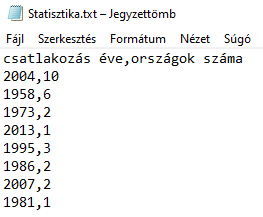 Statisztika.txt – Jegyzettömb
Fájl Szerkesztés Formátum Nézet Súgó
csatlakozás éve,országok száma
2004,10
1958,6
1973,2
2013,1
1995,3
1986,2
2007,2
1981,1